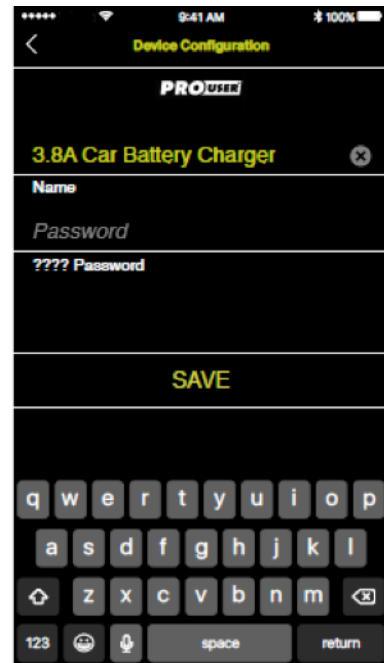 9:41 AM
100%
Device Configuration
PROUSER
3.8A Car Battery Charger
Name
Password
???? Password
SAVE
q w e r t y u i o p
a s d f g h j k l
z x c v b n m
123 space return